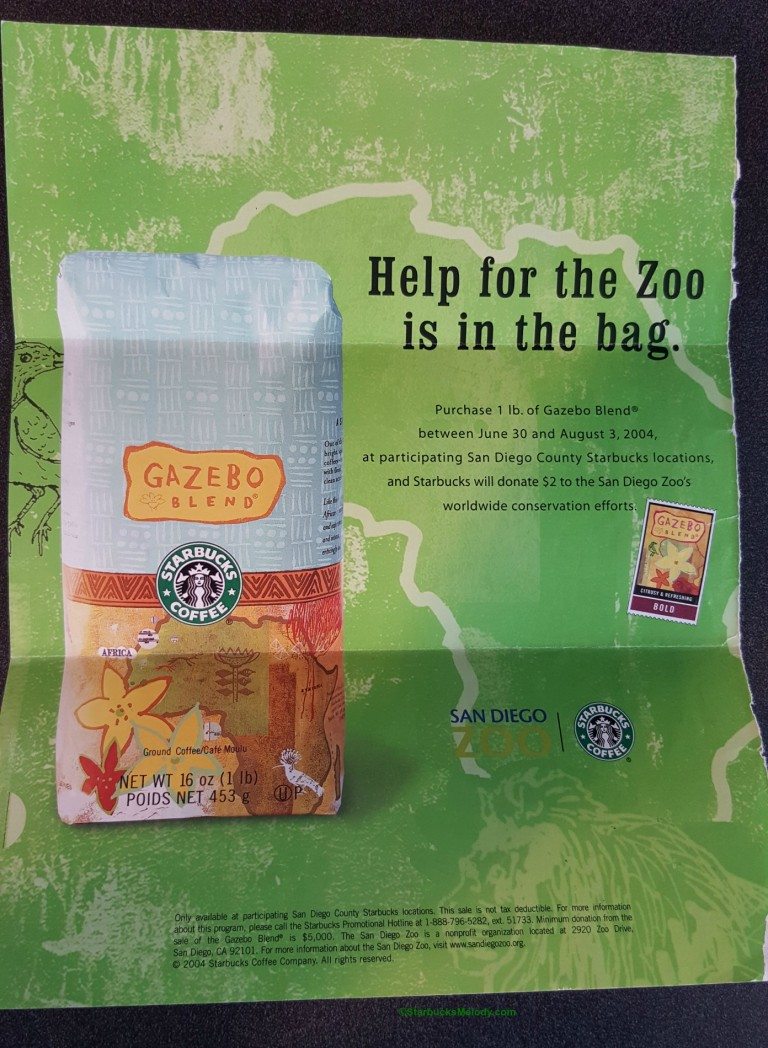 Help for the Zoo
is in the bag.
Purchase 1 lb. of Gazebo Blend®
between June 30 and August 3, 2004,
at participating San Diego County Starbucks locations,
and Starbucks will donate $2 to the San Diego Zoo's
worldwide conservation efforts.
GAZEBO
BLEND®
STARBUCKS
COFFEE
AFRICA
Ground Coffee/Café Moulu
NET WT 16 oz (1 lb)
POIDS NET 453 g
U P
GAZEBO
BLEND
CITRUSY & REFRESHING
BOLD
SAN DIEGO
ZOO
STARBUCKS
COFFEE
®
Only available at participating San Diego County Starbucks locations. This sale is not tax deductible. For more information
about this program, please call the Starbucks Promotional Hotline at 1-888-796-5282, ext. 51733. Minimum donation from the
sale of the Gazebo Blend® is $5,000. The San Diego Zoo is a nonprofit organization located at 2920 Zoo Drive,
San Diego, CA 92101. For more information about the San Diego Zoo, visit www.sandiegozoo.org.
© 2004 Starbucks Coffee Company. All rights reserved.
©StarbucksMelody.com